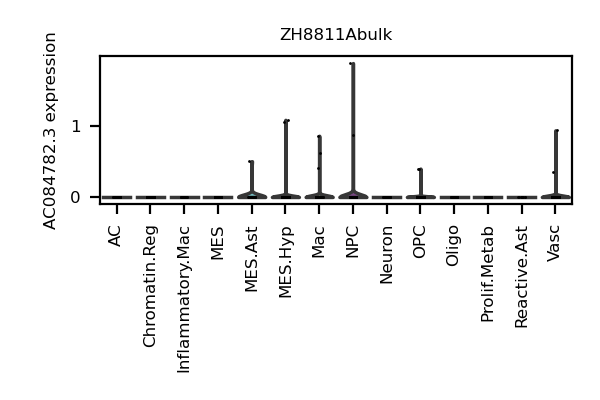 ZH8811Abulk
AC084782.3 expression
1
0
AC
Chromatin.Reg
Inflammatory.Mac
MES
MES.Ast
MES.Hyp
Mac
NPC
Neuron
OPC
Oligo
Prolif.Metab
Reactive.Ast
Vasc